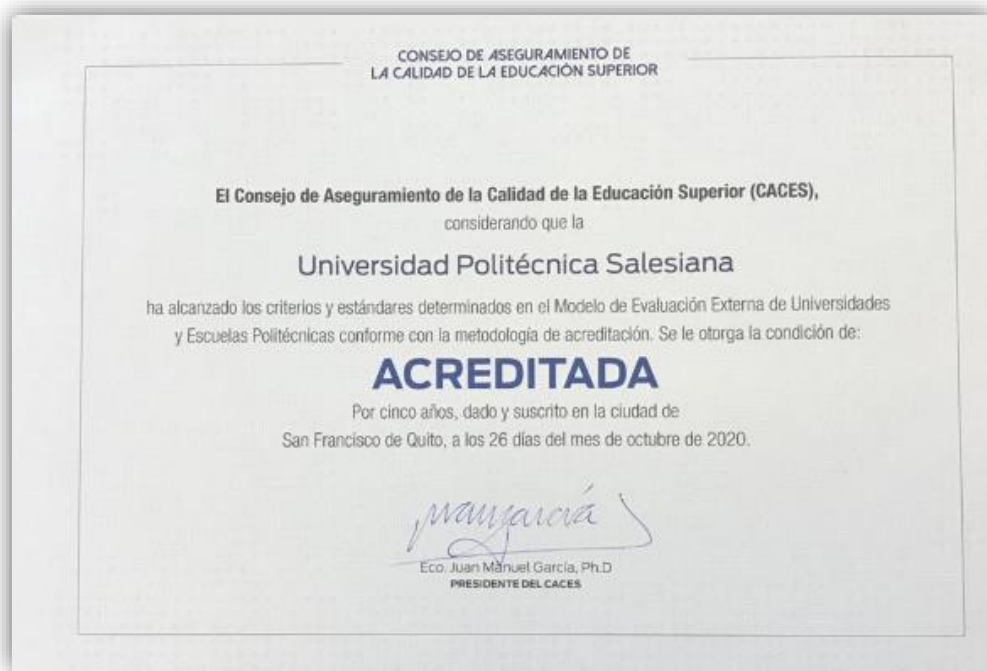 CONSEJO DE ASEGURAMIENTO DE
LA CALIDAD DE LA EDUCACIÓN SUPERIOR
El Consejo de Aseguramiento de la Calidad de la Educación Superior (CACES),
considerando que la
Universidad Politécnica Salesiana
ha alcanzado los criterios y estándares determinados en el Modelo de Evaluación Externa de Universidades
y Escuelas Politécnicas conforme con la metodología de acreditación. Se le otorga la condición de:
ACREDITADA
Por cinco años, dado y suscrito en la ciudad de
San Francisco de Quito, a los 26 días del mes de octubre de 2020.
Eco. Juan Manuel García, Ph.D
PRESIDENTE DEL CACES